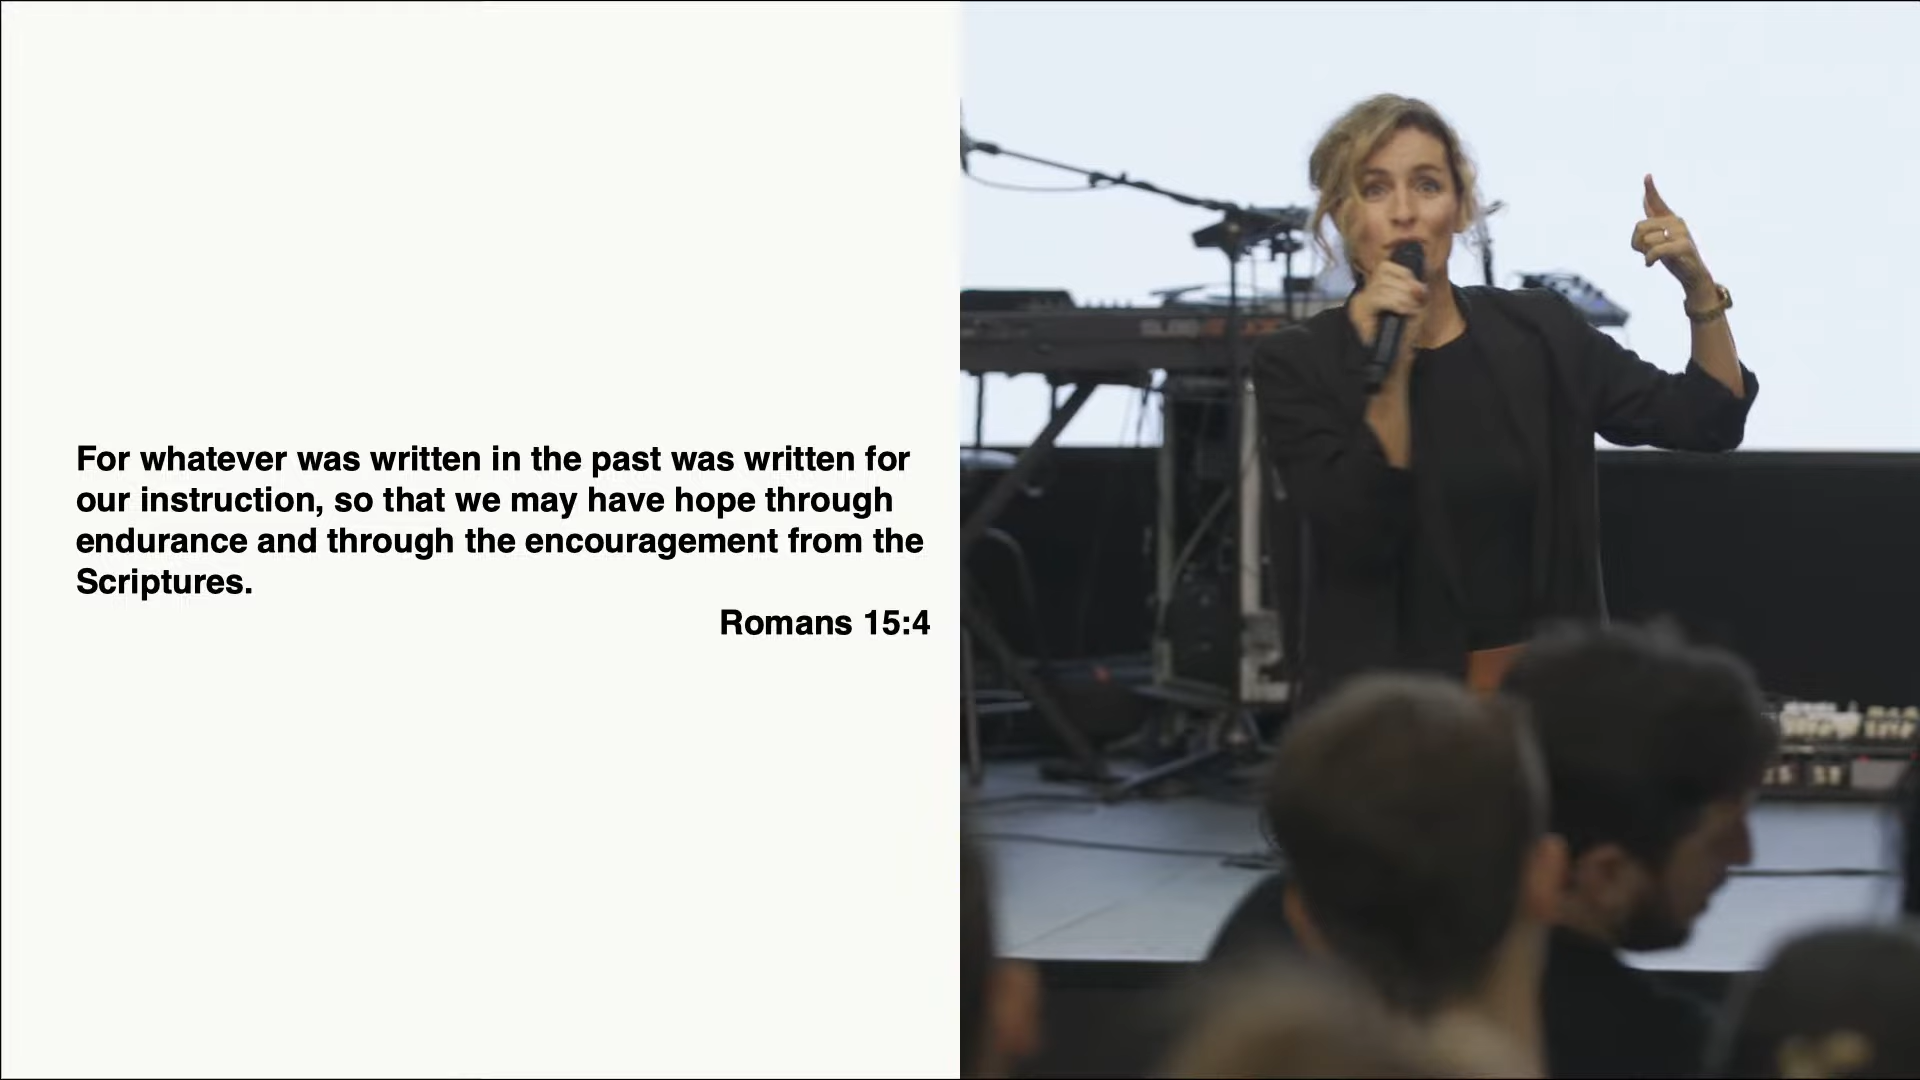 For whatever was written in the past was written for
our instruction, so that we may have hope through
endurance and through the encouragement from the
Scriptures.
Romans 15:4